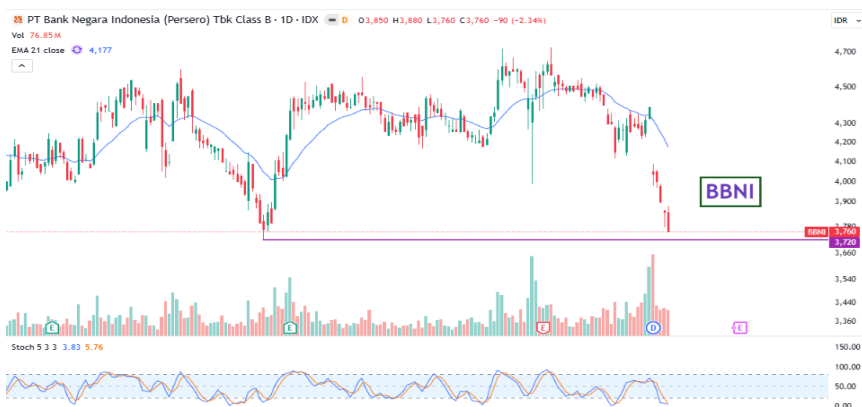 PT Bank Negara Indonesia (Persero) Tbk Class B · 1D · IDX D O3,850 H3,880 L3,760 C3,760 −90 (−2.34%) IDR
Vol 76.85M
EMA 21 close 4,177
4,700
4,500
4,300
4,200
4,100
4,000
BBNI
3,900
3,780
BBNI 3,760
3,720
3,660
3,540
3,440
3,360
E E E D E
Stoch 5 3 3 3.83 5.76
150.00
100.00
50.00
0.00